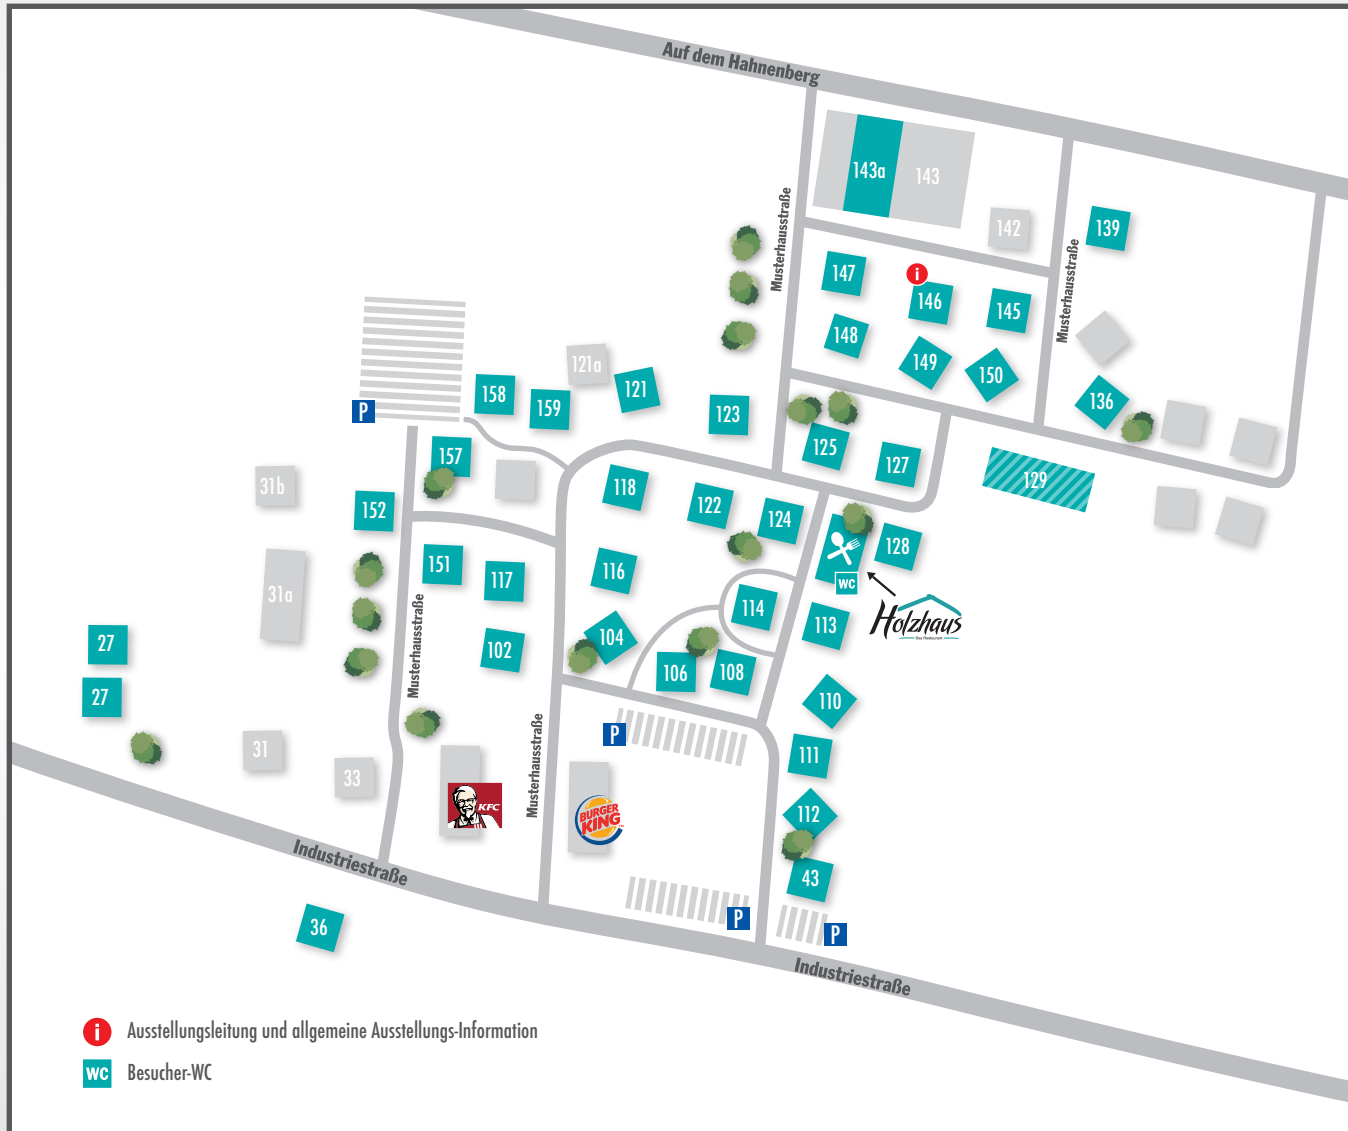 Auf dem Hahnenberg
143a
143
142
139
Musterhausstraße
Musterhausstraße
147
i
146
145
148
149
150
136
121a
121
158
159
123
P
125
127
129
157
118
122
124
31b
152
128
WC
Holzhaus
Das Restaurant
151
117
116
114
113
31a
Musterhausstraße
27
102
104
106
108
27
110
P
111
31
33
Musterhausstraße
KFC
BURGER
KING
112
43
Industriestraße
P
P
36
Industriestraße
i Ausstellungsleitung und allgemeine Ausstellungs-Information
WC Besucher-WC